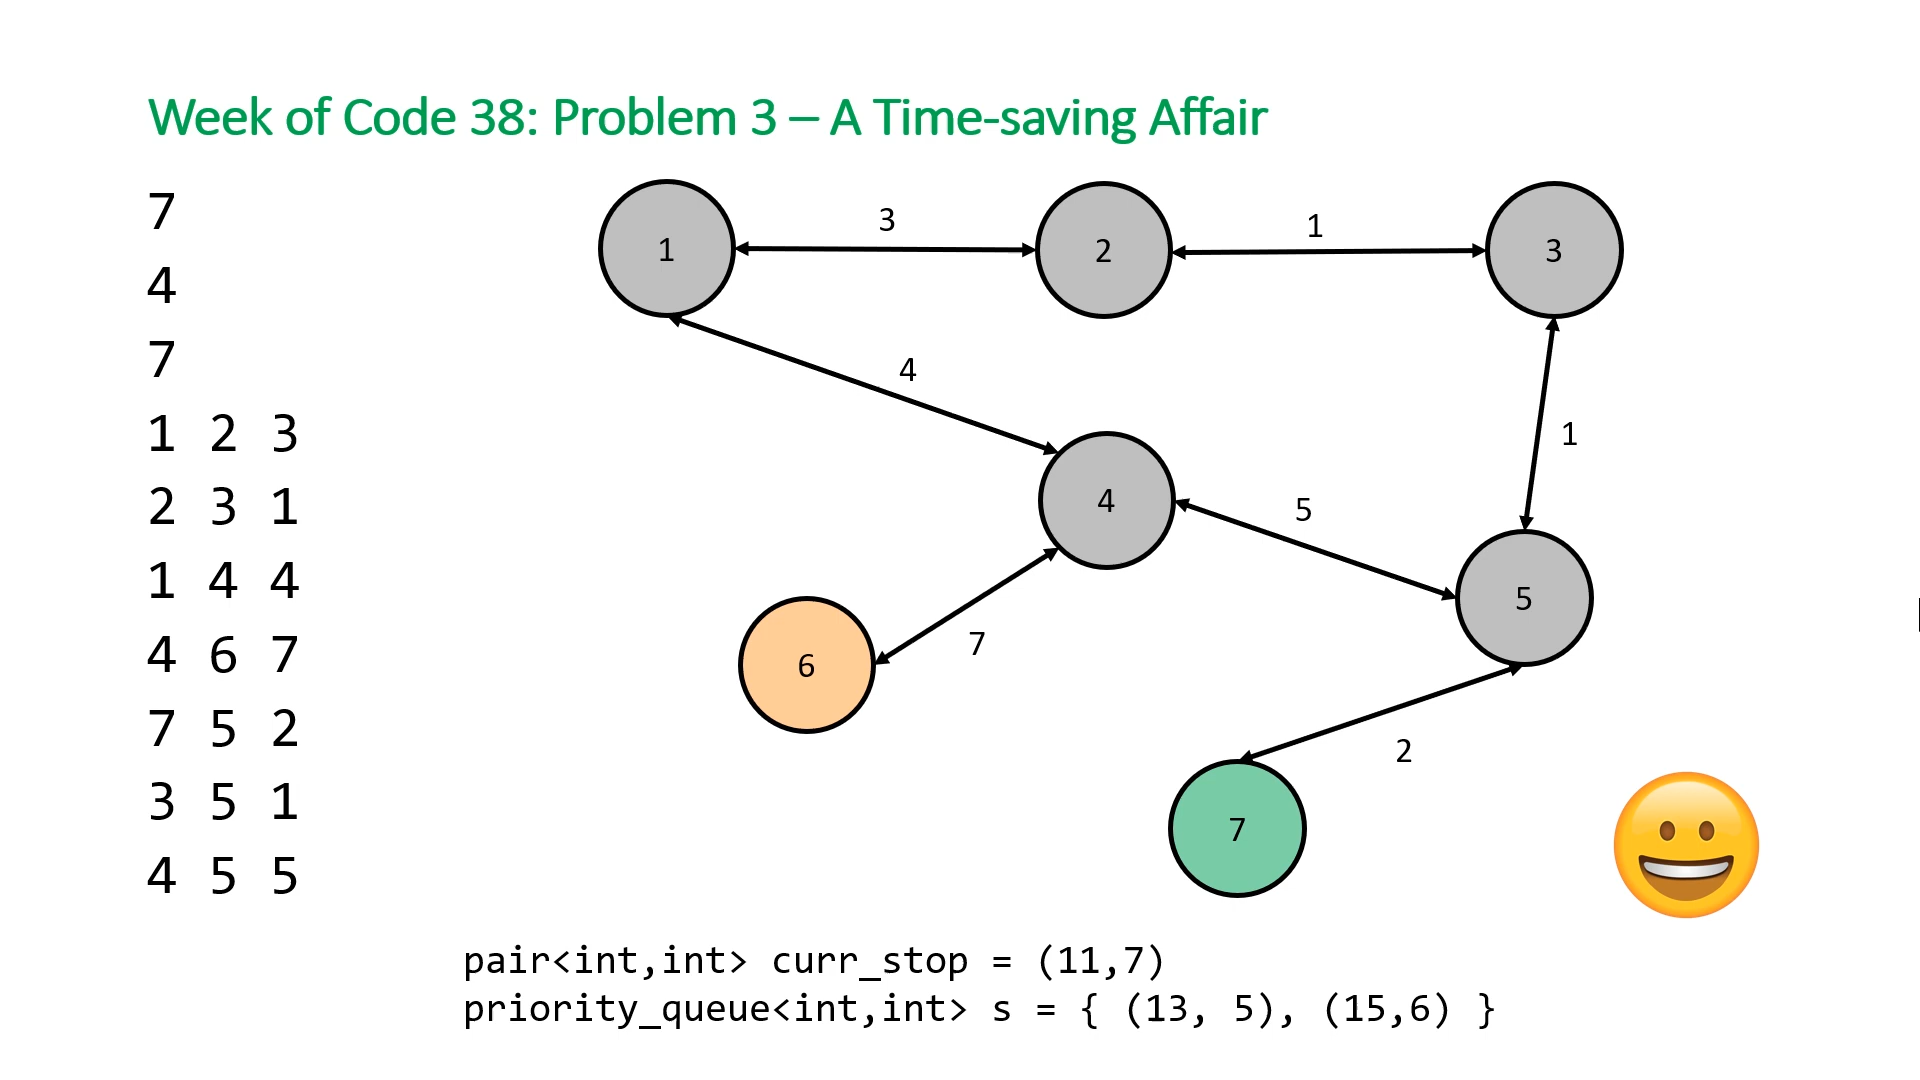 Week of Code 38: Problem 3 – A Time-saving Affair
7
4
7
1 2 3
2 3 1
1 4 4
4 6 7
7 5 2
3 5 1
4 5 5
1
3
2
1
3
4
1
4
5
5
6
7
2
7
pair<int,int> curr_stop = (11,7)
priority_queue<int,int> s = { (13, 5), (15,6) }